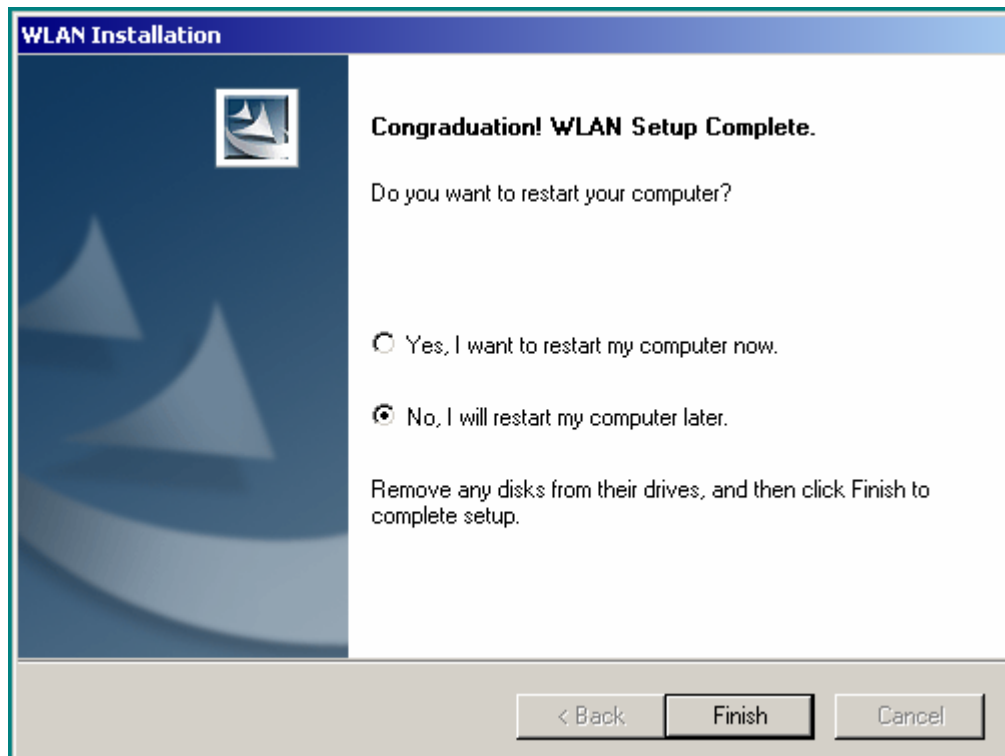 WLAN Installation
Congraduation! WLAN Setup Complete.
Do you want to restart your computer?
Yes, I want to restart my computer now.
No, I will restart my computer later.
Remove any disks from their drives, and then click Finish to
complete setup.
< Back Finish Cancel